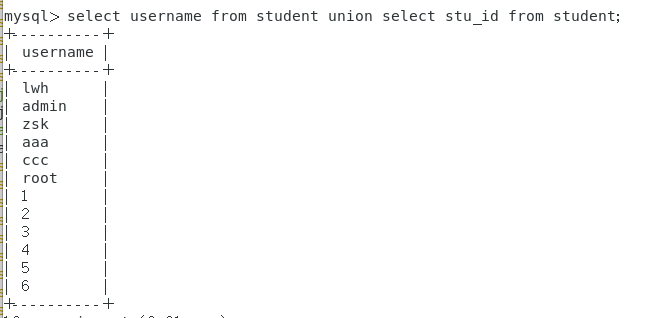 mysql> select username from student union select stu_id from student;
+----------+
| username |
+----------+
| lwh      |
| admin    |
| zsk      |
| aaa      |
| ccc      |
| root     |
| 1        |
| 2        |
| 3        |
| 4        |
| 5        |
| 6        |
+----------+